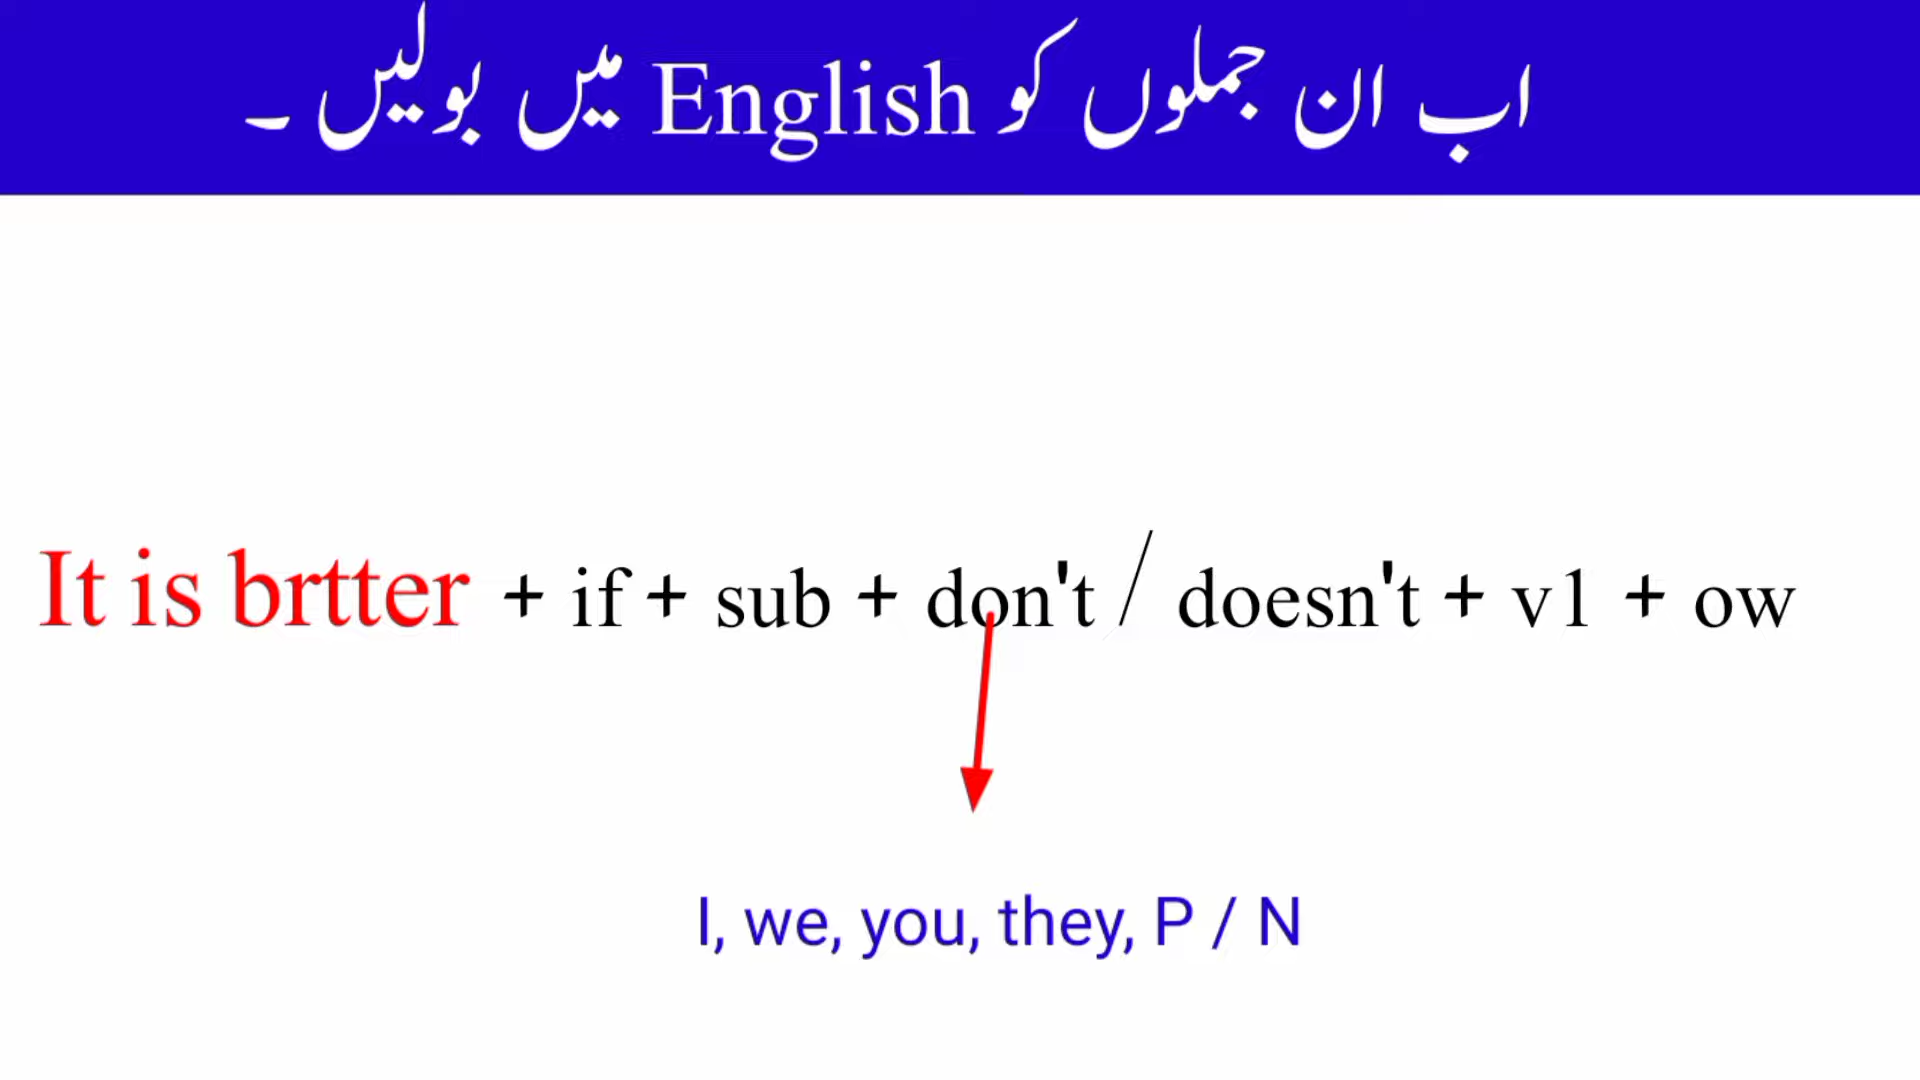 اب ان جملوں کو English میں بولیں ۔
It is brtter + if + sub + don't / doesn't + v1 + ow
I, we, you, they, P / N